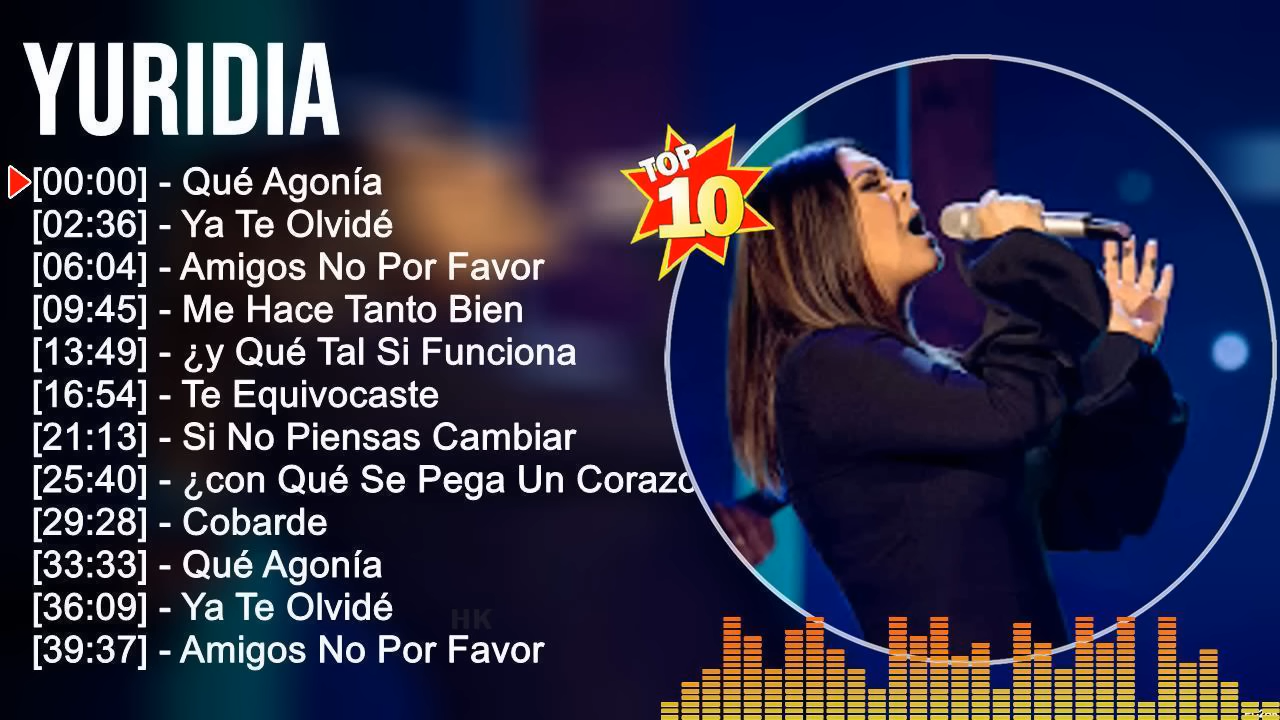 YURIDIA
[00:00] - Qué Agonía
[02:36] - Ya Te Olvidé
[06:04] - Amigos No Por Favor
[09:45] - Me Hace Tanto Bien
[13:49] - ¿y Qué Tal Si Funciona
[16:54] - Te Equivocaste
[21:13] - Si No Piensas Cambiar
[25:40] - ¿con Qué Se Pega Un Corazo
[29:28] - Cobarde
[33:33] - Qué Agonía
[36:09] - Ya Te Olvidé
[39:37] - Amigos No Por Favor
TOP
10
HK